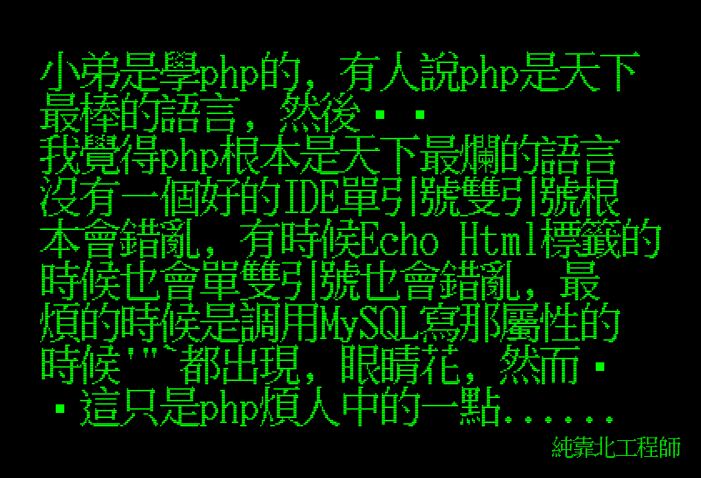 小弟是學php的, 有人說php是天下
最棒的語言, 然後▪ ▪
我覺得php根本是天下最爛的語言
沒有一個好的IDE單引號雙引號根
本會錯亂, 有時候Echo Html標籤的
時候也會單雙引號也會錯亂, 最
煩的時候是調用MySQL寫那屬性的
時候'"`都出現, 眼睛花, 然而▪
▪這只是php煩人中的一點......
純靠北工程師